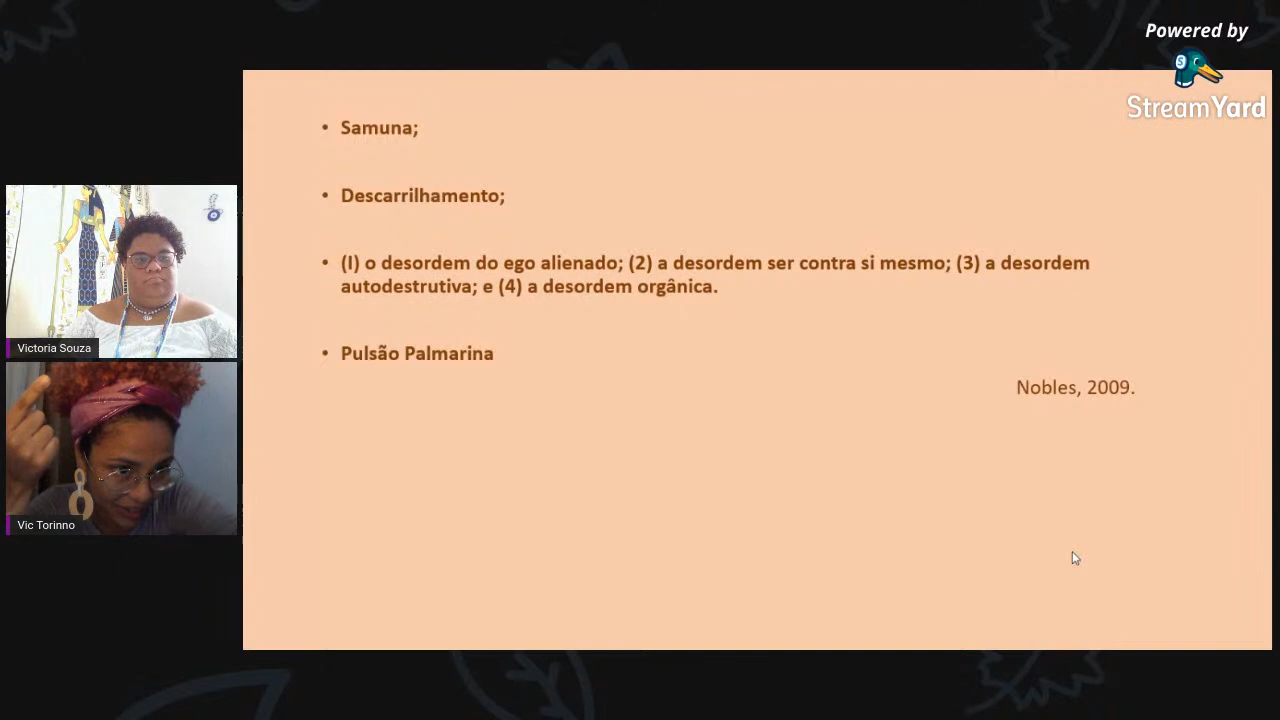 Powered by
StreamYard
• Samuna;
• Descarrilhamento;
• (I) o desordem do ego alienado; (2) a desordem ser contra si mesmo; (3) a desordem
autodestrutiva; e (4) a desordem orgânica.
• Pulsão Palmarina
Nobles, 2009.
Victoria Souza
Vic Torinno